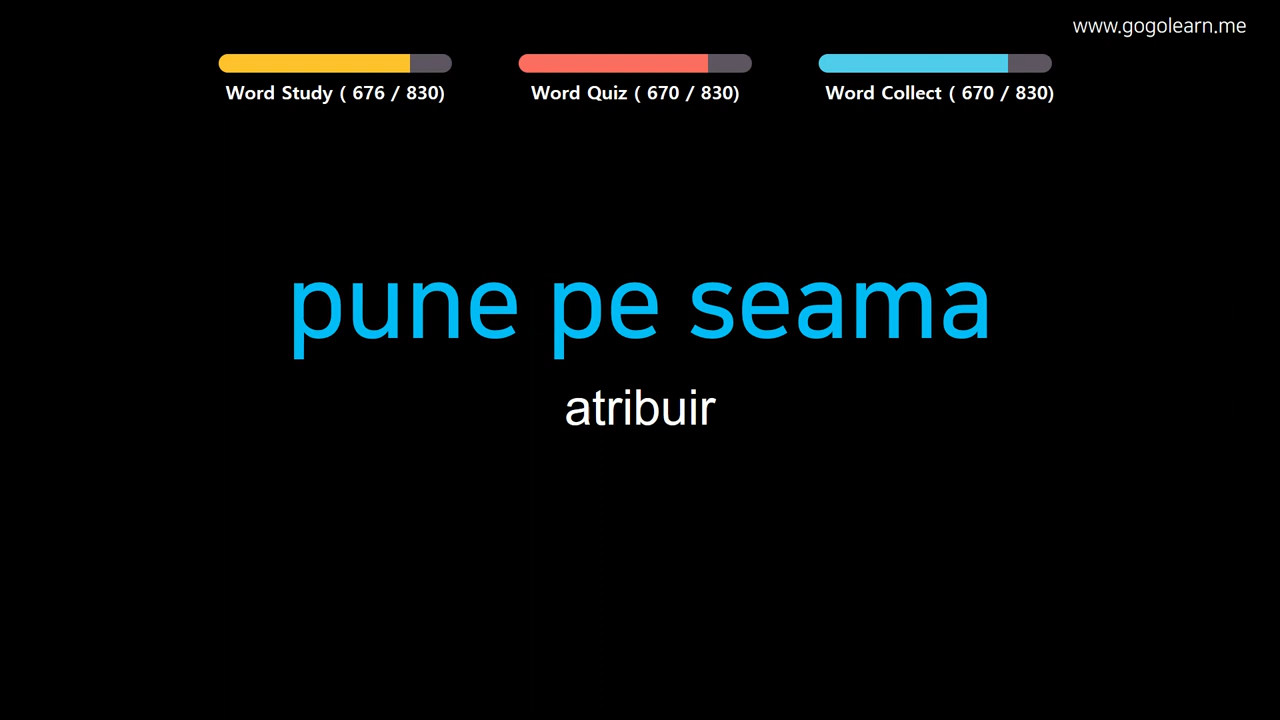 www.gogolearn.me
Word Study ( 676 / 830)
Word Quiz ( 670 / 830)
Word Collect ( 670 / 830)
pune pe seama
atribuir